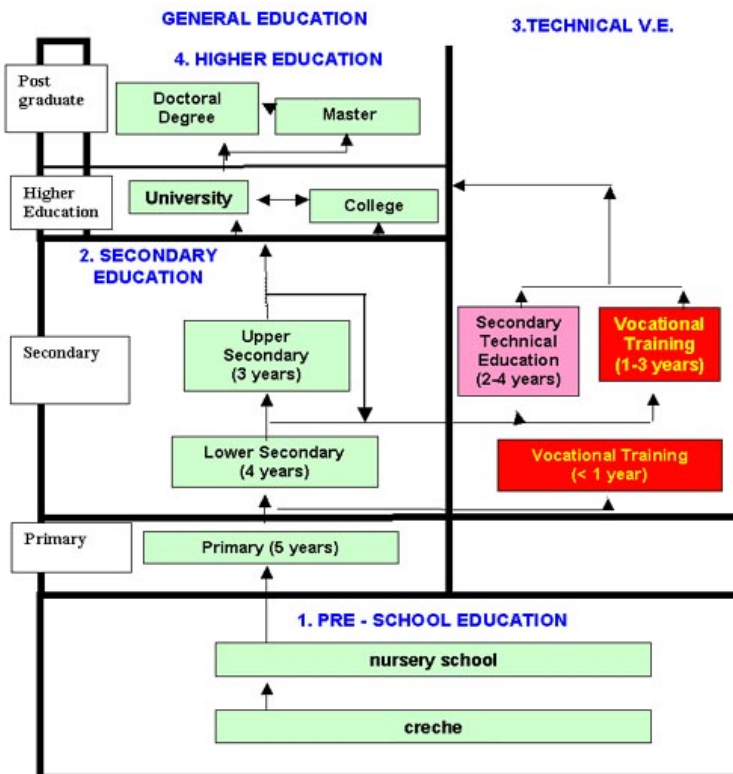 GENERAL EDUCATION
3.TECHNICAL V.E.
4. HIGHER EDUCATION
Post
graduate
Doctoral
Degree
Master
Higher
Education
University
College
2. SECONDARY
EDUCATION
Secondary
Upper
Secondary
(3 years)
Secondary
Technical
Education
(2-4 years)
Vocational
Training
(1-3 years)
Lower Secondary
(4 years)
Vocational Training
(< 1 year)
Primary
Primary (5 years)
1. PRE - SCHOOL EDUCATION
nursery school
creche